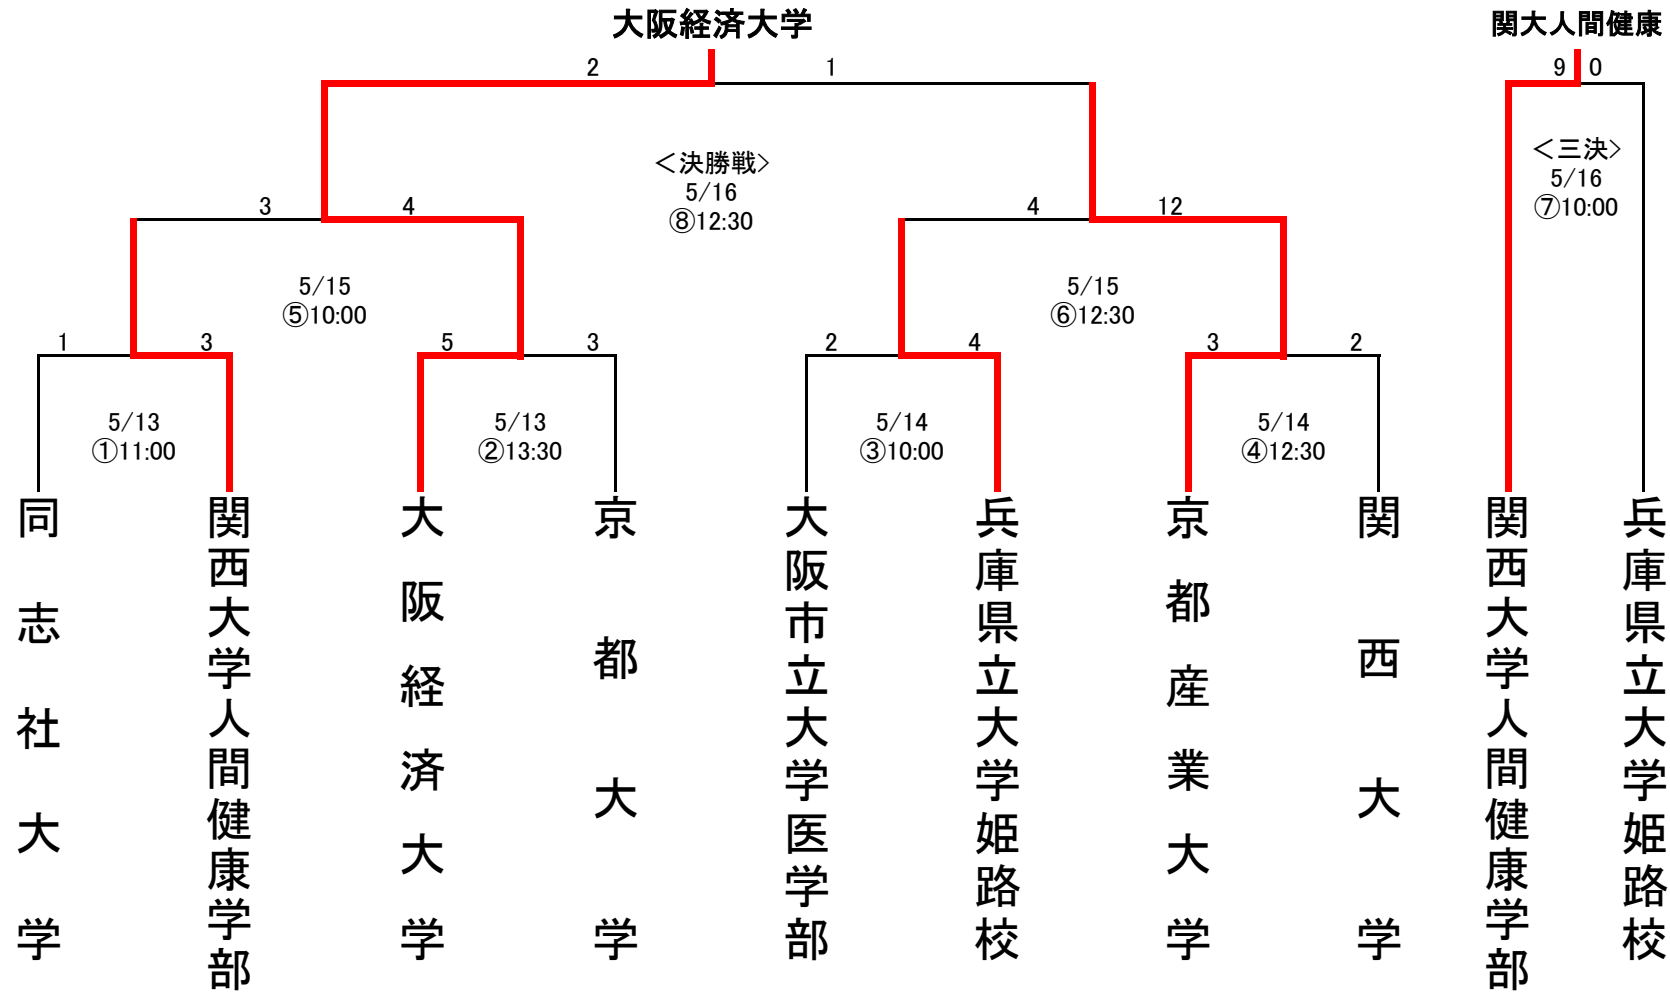 大阪経済大学
関大人間健康
2
1
9
0
＜決勝戦＞
5/16
⑧12:30
＜三決＞
5/16
⑦10:00
3
4
4
12
5/15
⑤10:00
5/15
⑥12:30
1
3
5
3
2
4
3
2
5/13
①11:00
5/13
②13:30
5/14
③10:00
5/14
④12:30
同志社大学
関西大学人間健康学部
大阪経済大学
京都大学
大阪市立大学医学部
兵庫県立大学姫路校
京都産業大学
関西大学
関西大学人間健康学部
兵庫県立大学姫路校